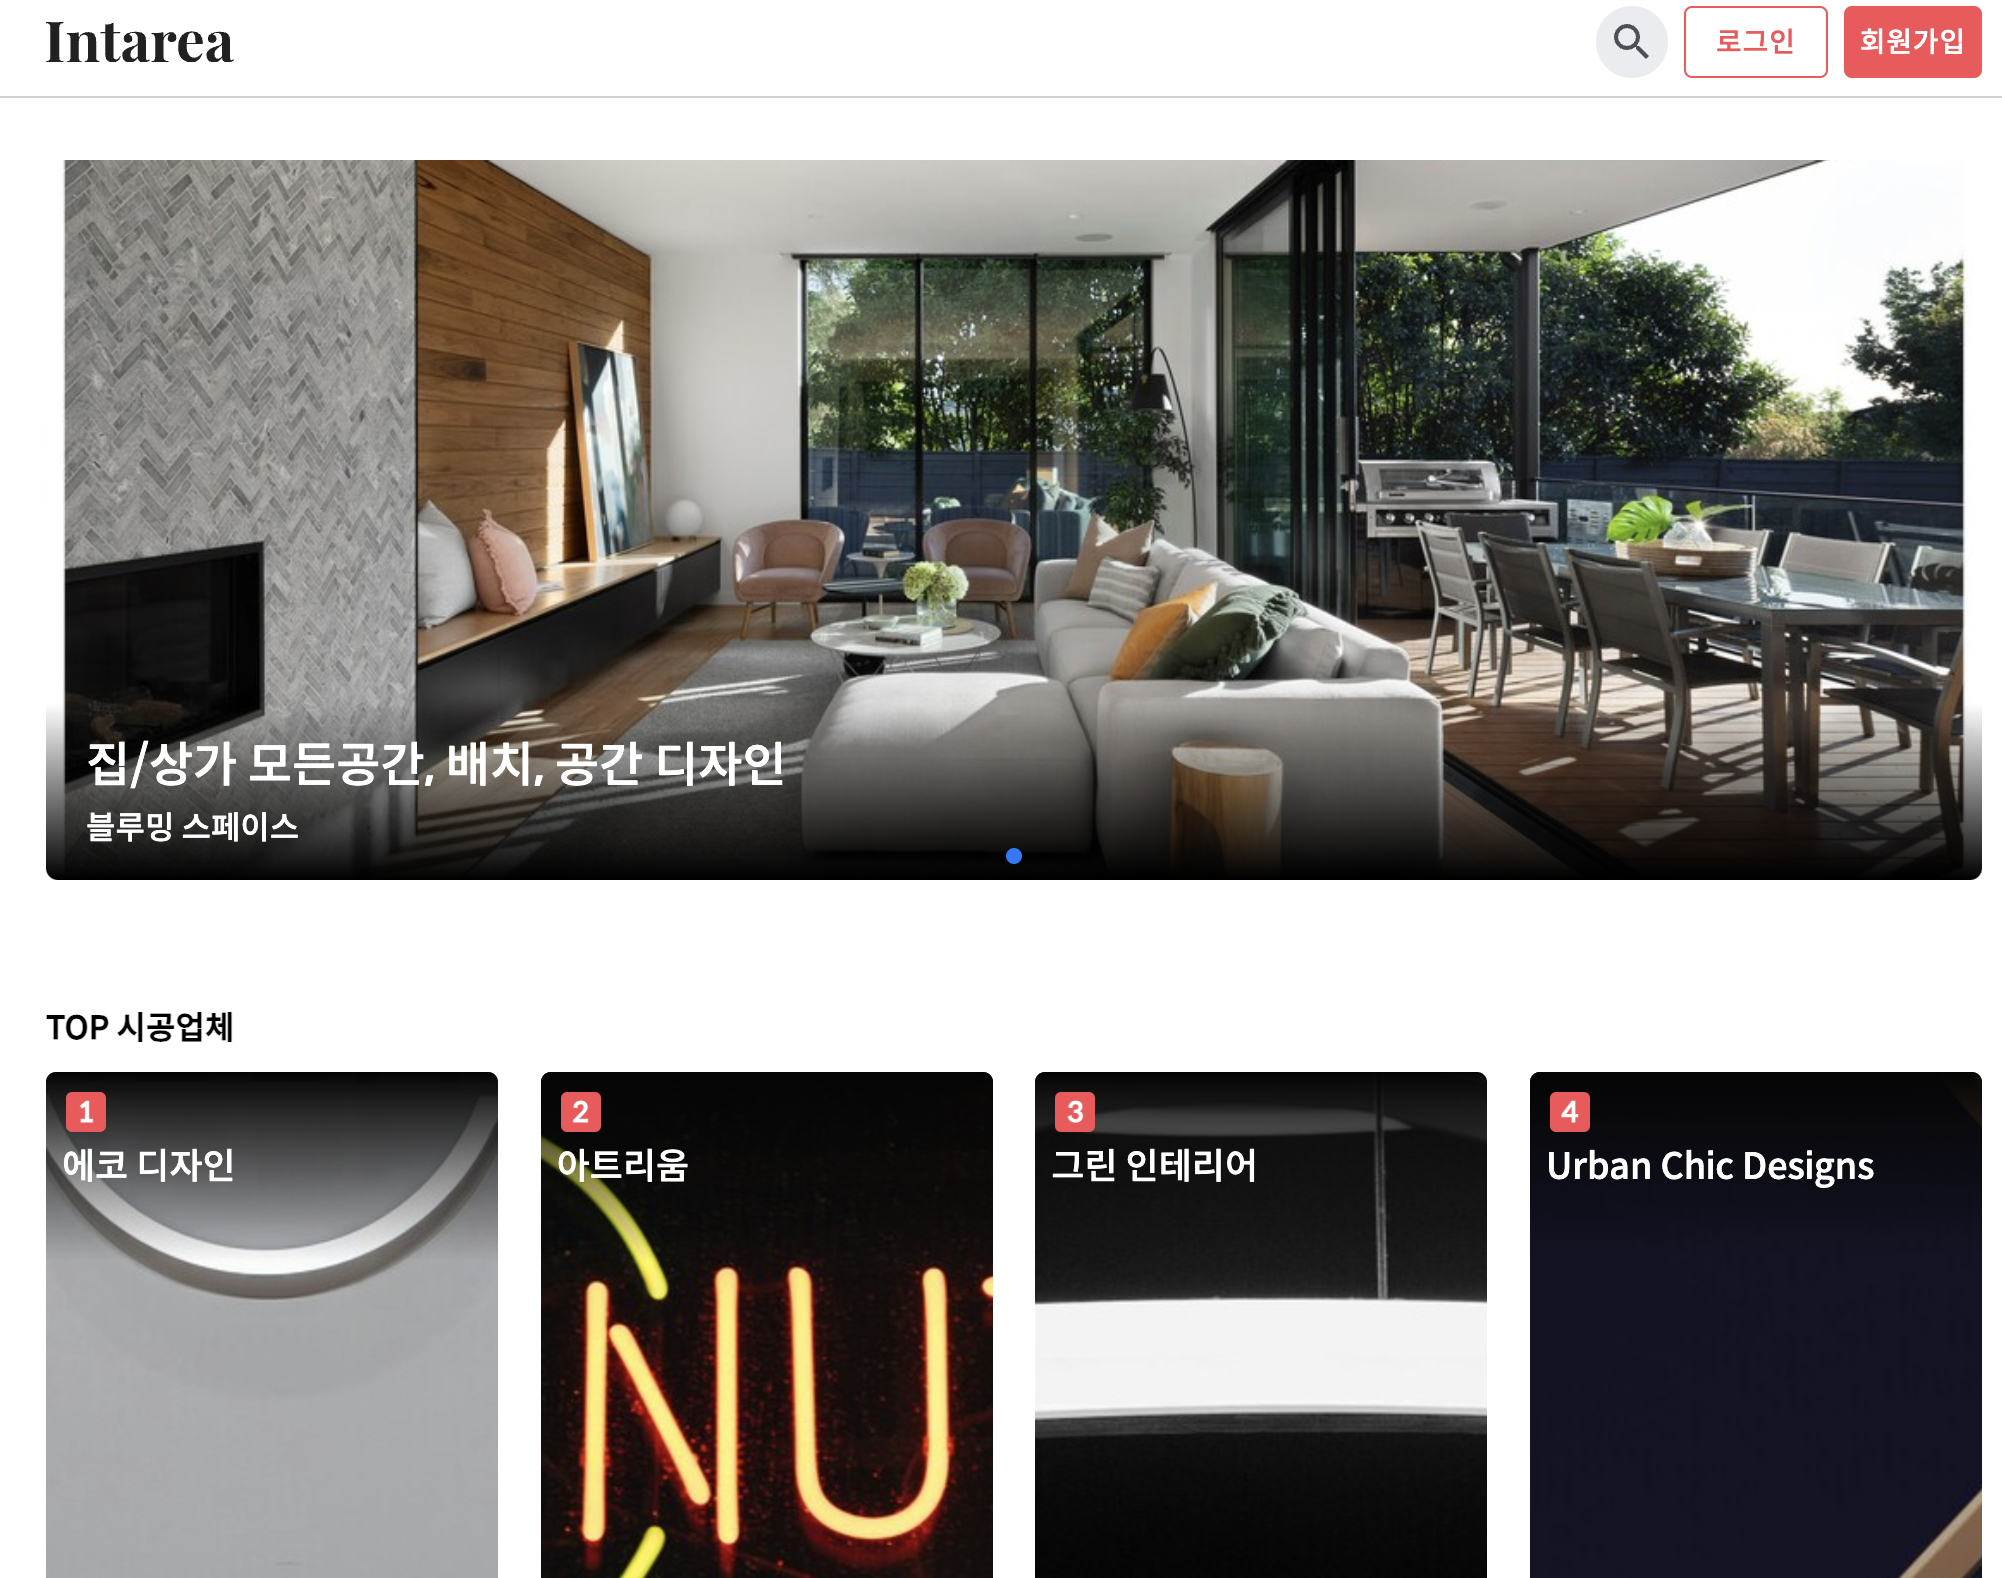 Intarea
로그인
회원가입
집/상가 모든공간, 배치, 공간 디자인
블루밍 스페이스
TOP 시공업체
1
에코 디자인
2
아트리움
3
그린 인테리어
4
Urban Chic Designs
NU